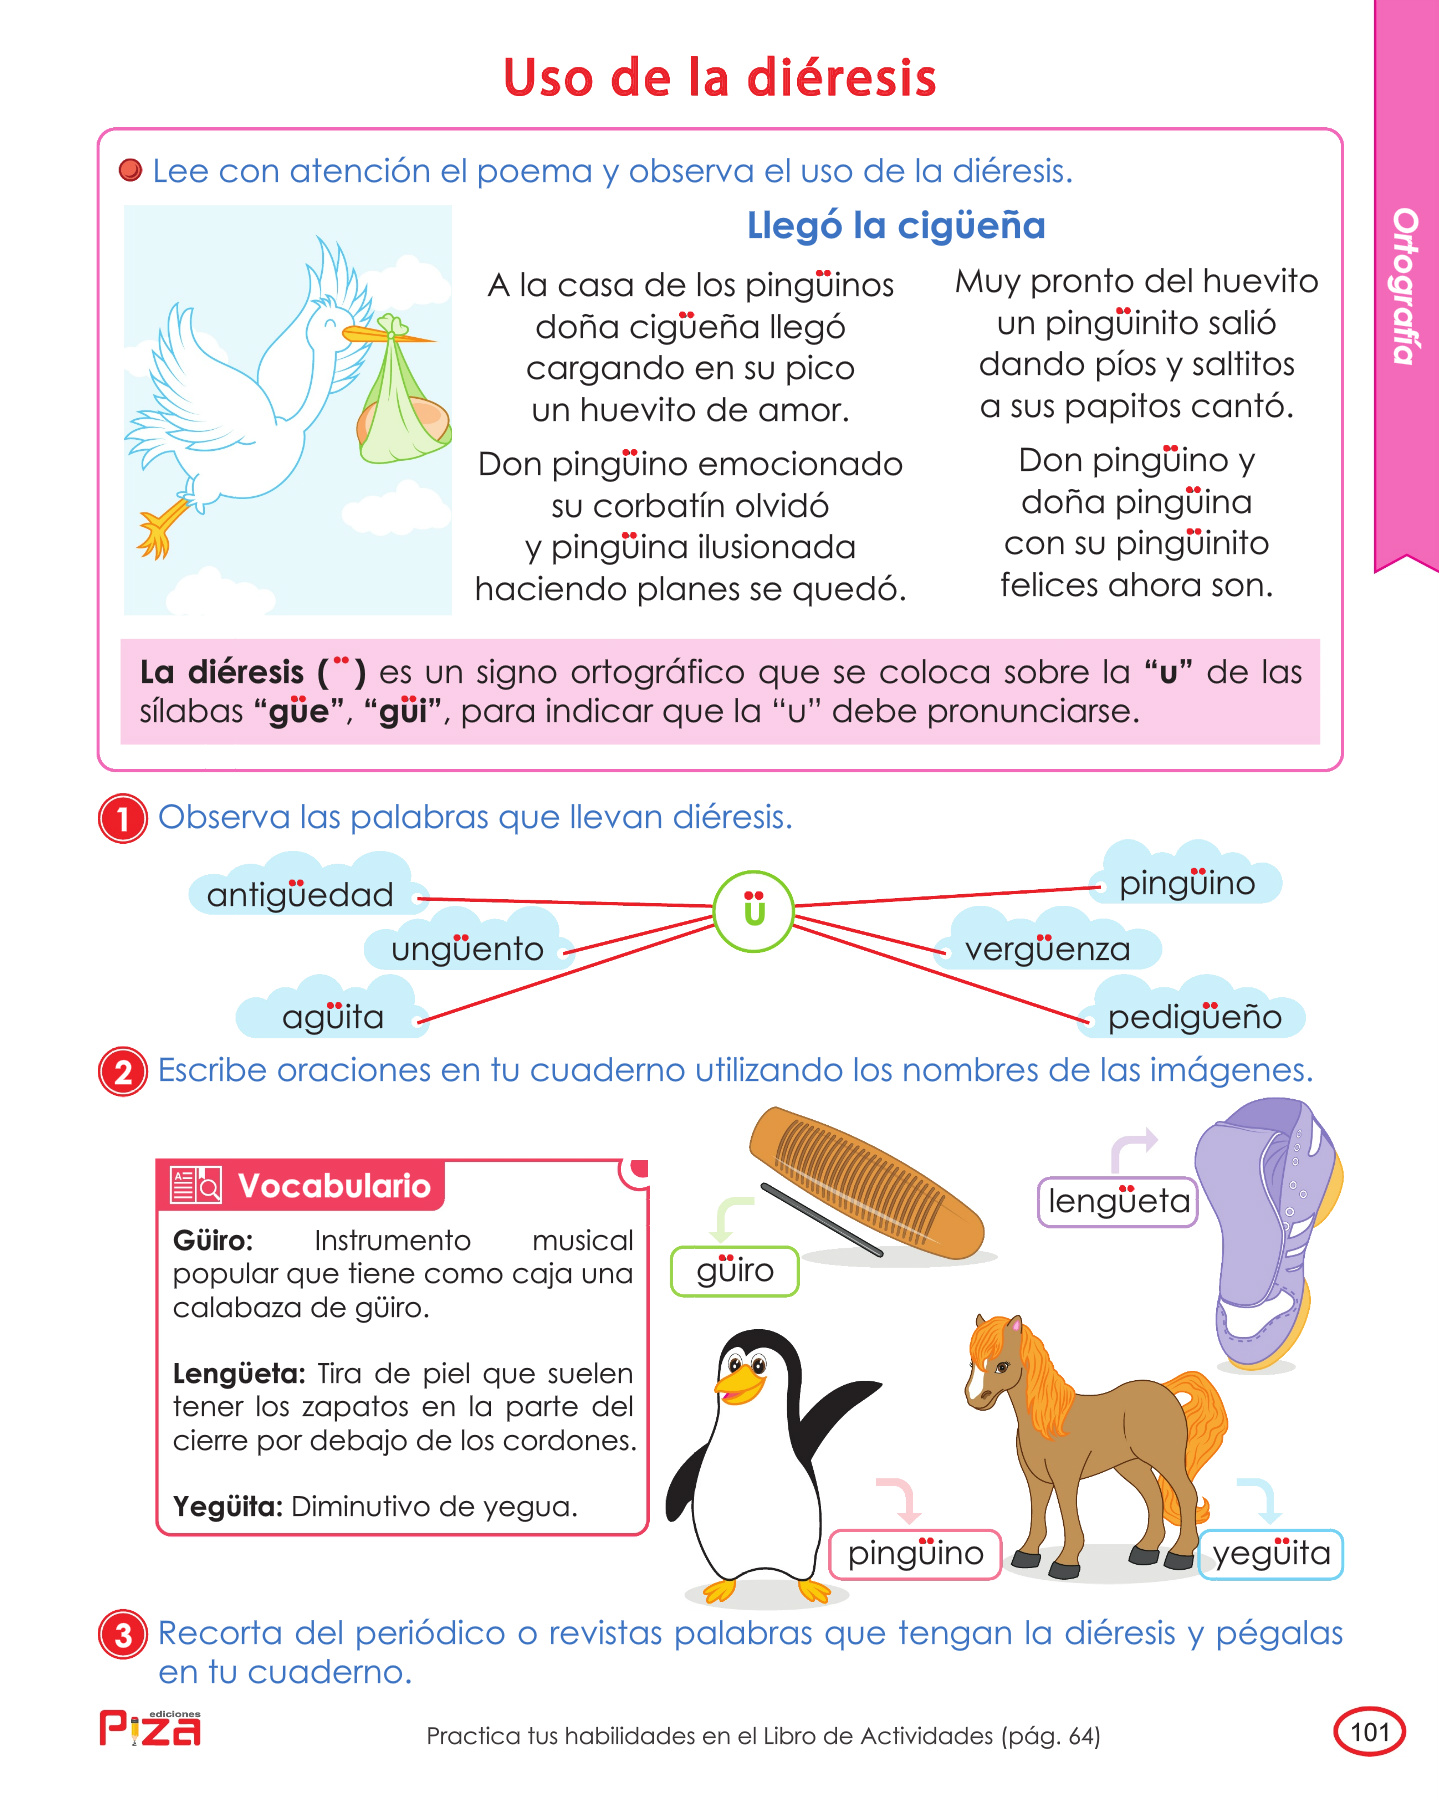 Uso de la diéresis
Ortografía
Lee con atención el poema y observa el uso de la diéresis.
Llegó la cigüeña
A la casa de los pingüinos
doña cigüeña llegó
cargando en su pico
un huevito de amor.
Don pingüino emocionado
su corbatín olvidó
y pingüina ilusionada
haciendo planes se quedó.
Muy pronto del huevito
un pingüinito salió
dando píos y saltitos
a sus papitos cantó.
Don pingüino y
doña pingüina
con su pingüinito
felices ahora son.
La diéresis (¨) es un signo ortográfico que se coloca sobre la “u” de las
sílabas “güe”, “güi”, para indicar que la “u” debe pronunciarse.
1 Observa las palabras que llevan diéresis.
antigüedad
ungüento
agüita
ü
pingüino
vergüenza
pedigüeño
2 Escribe oraciones en tu cuaderno utilizando los nombres de las imágenes.
Vocabulario
Güiro: Instrumento musical
popular que tiene como caja una
calabaza de güiro.
Lengüeta: Tira de piel que suelen
tener los zapatos en la parte del
cierre por debajo de los cordones.
Yegüita: Diminutivo de yegua.
güiro
lengüeta
pingüino
yegüita
3 Recorta del periódico o revistas palabras que tengan la diéresis y pégalas
en tu cuaderno.
ediciones
Piza
Practica tus habilidades en el Libro de Actividades (pág. 64)
101